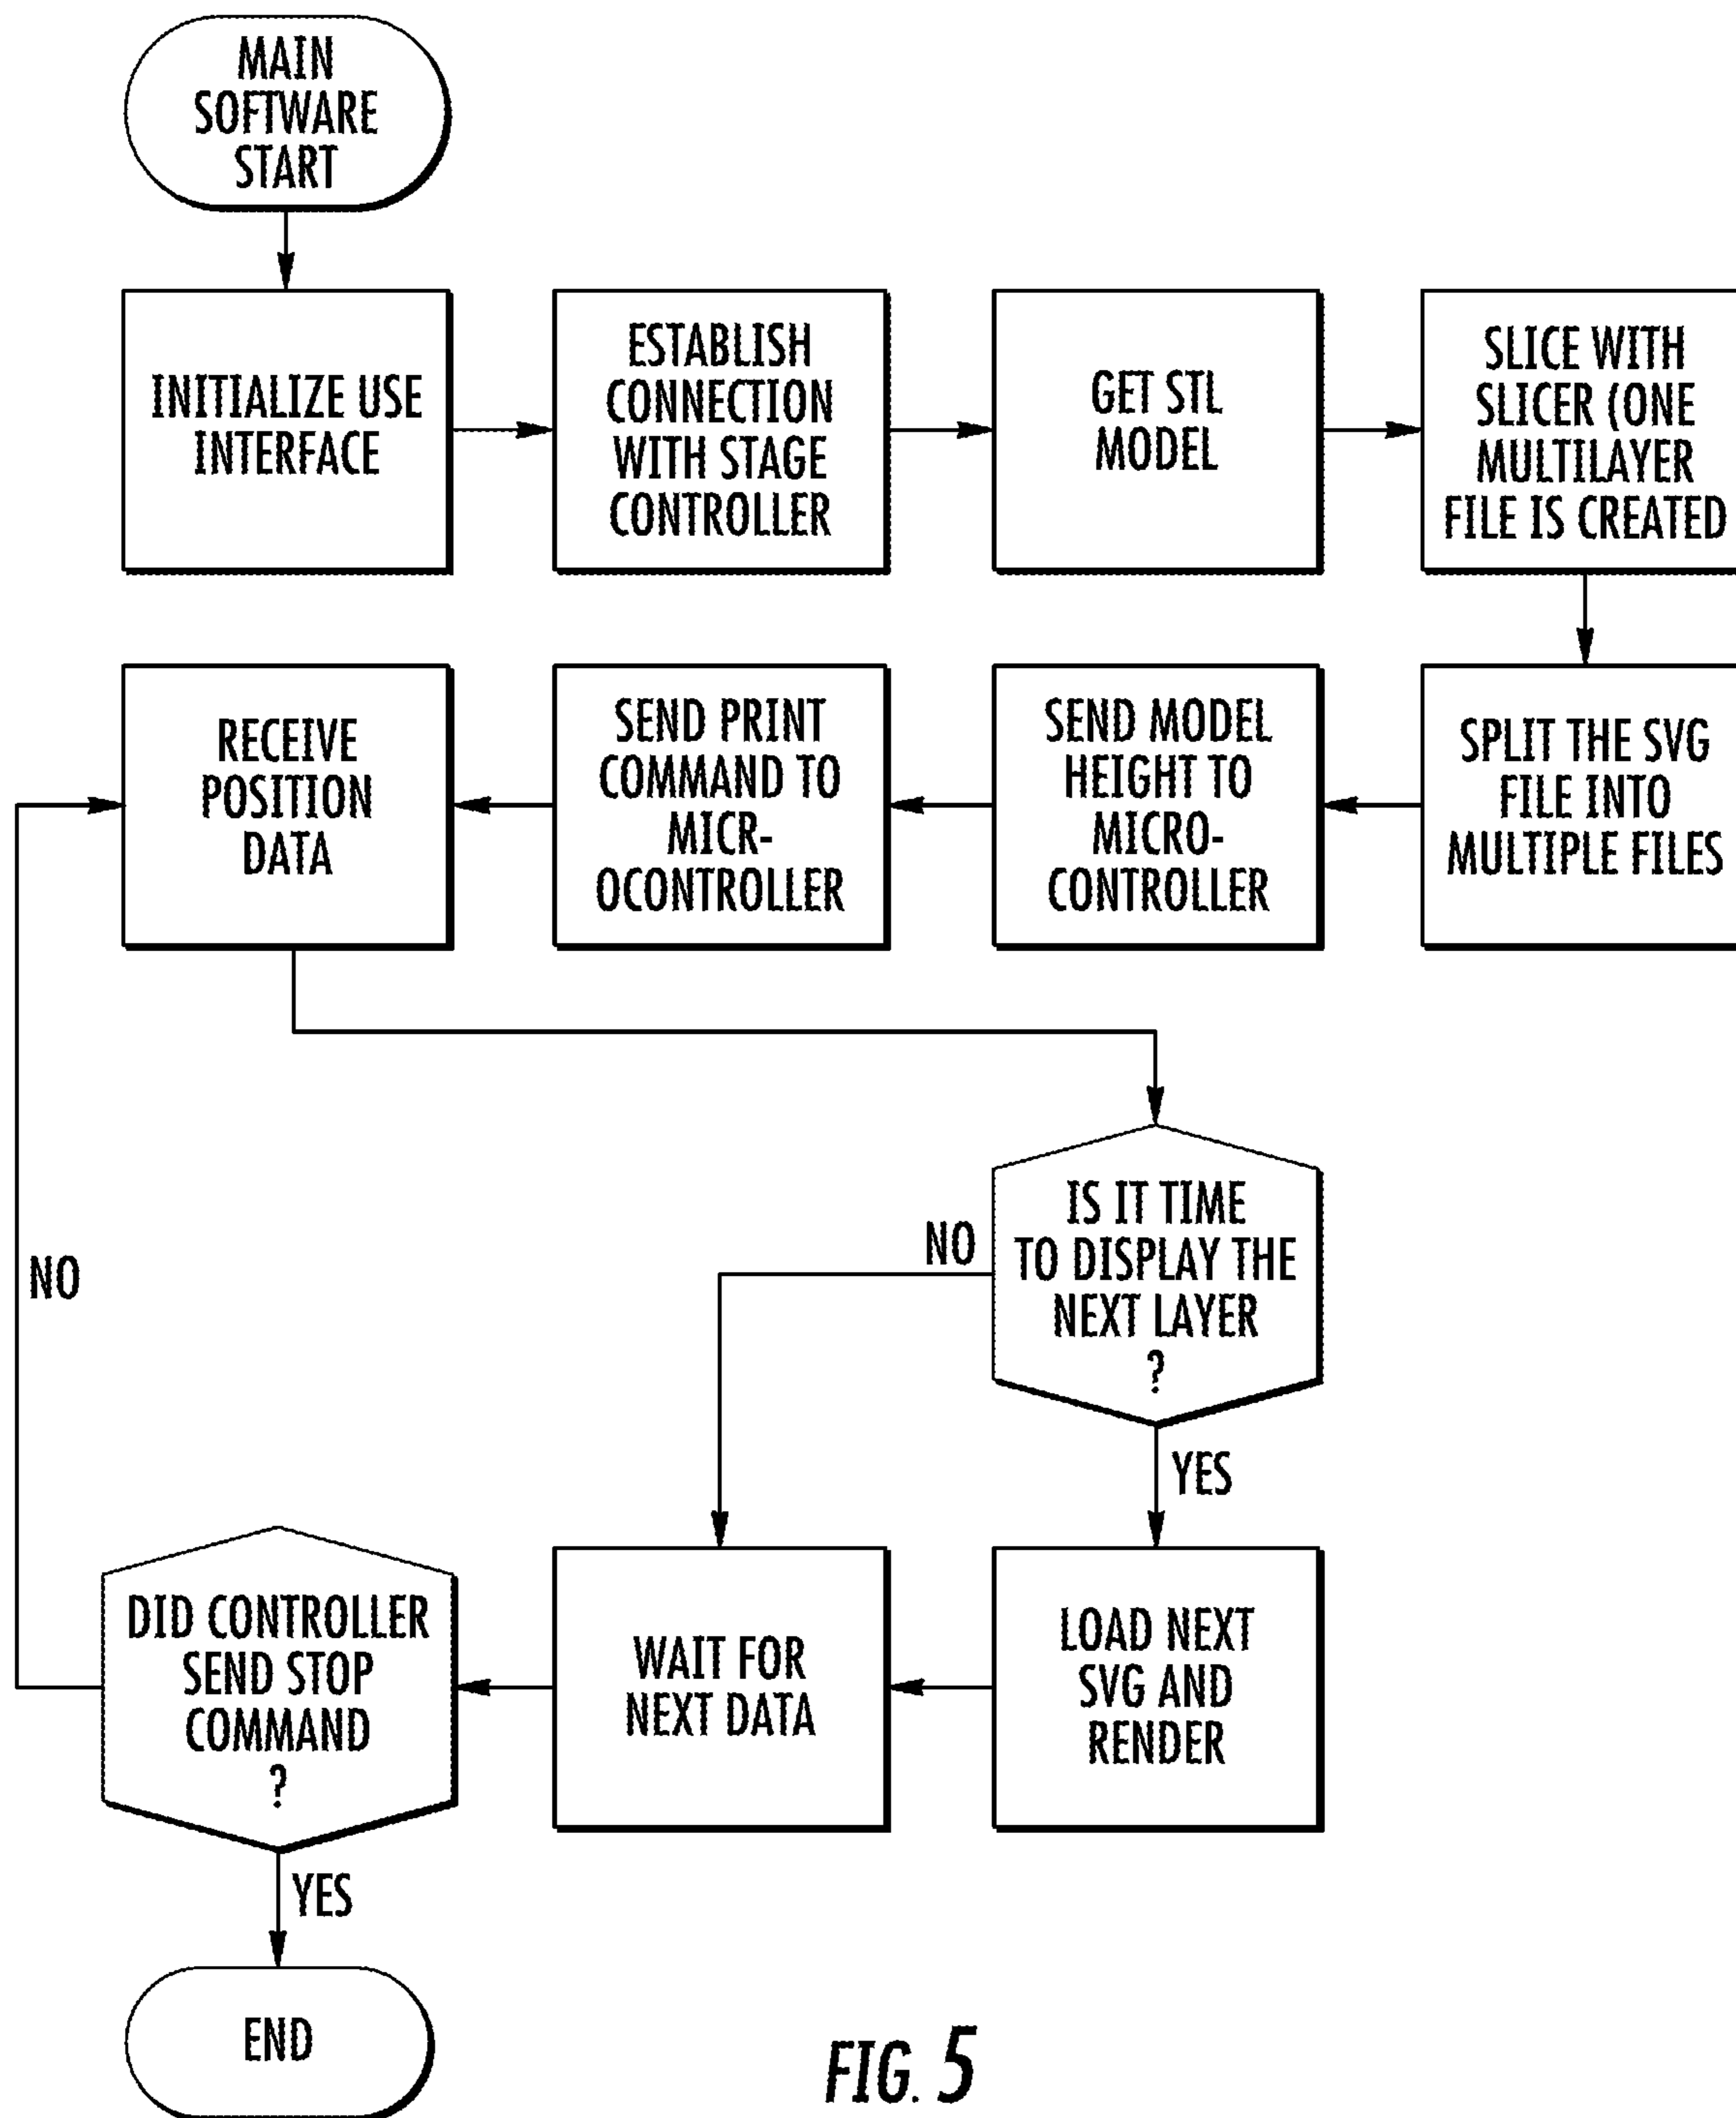 MAIN
SOFTWARE
START
INITIALIZE USE
INTERFACE
ESTABLISH
CONNECTION
WITH STAGE
CONTROLLER
GET STL
MODEL
SLICE WITH
SLICER (ONE
MULTILAYER
FILE IS CREATED
SPLIT THE SVG
FILE INTO
MULTIPLE FILES
SEND MODEL
HEIGHT TO
MICRO-
CONTROLLER
SEND PRINT
COMMAND TO
MICR-
OCONTROLLER
RECEIVE
POSITION
DATA
IS IT TIME
TO DISPLAY THE
NEXT LAYER
?
NO
YES
LOAD NEXT
SVG AND
RENDER
WAIT FOR
NEXT DATA
DID CONTROLLER
SEND STOP
COMMAND
?
NO
YES
END
FIG. 5